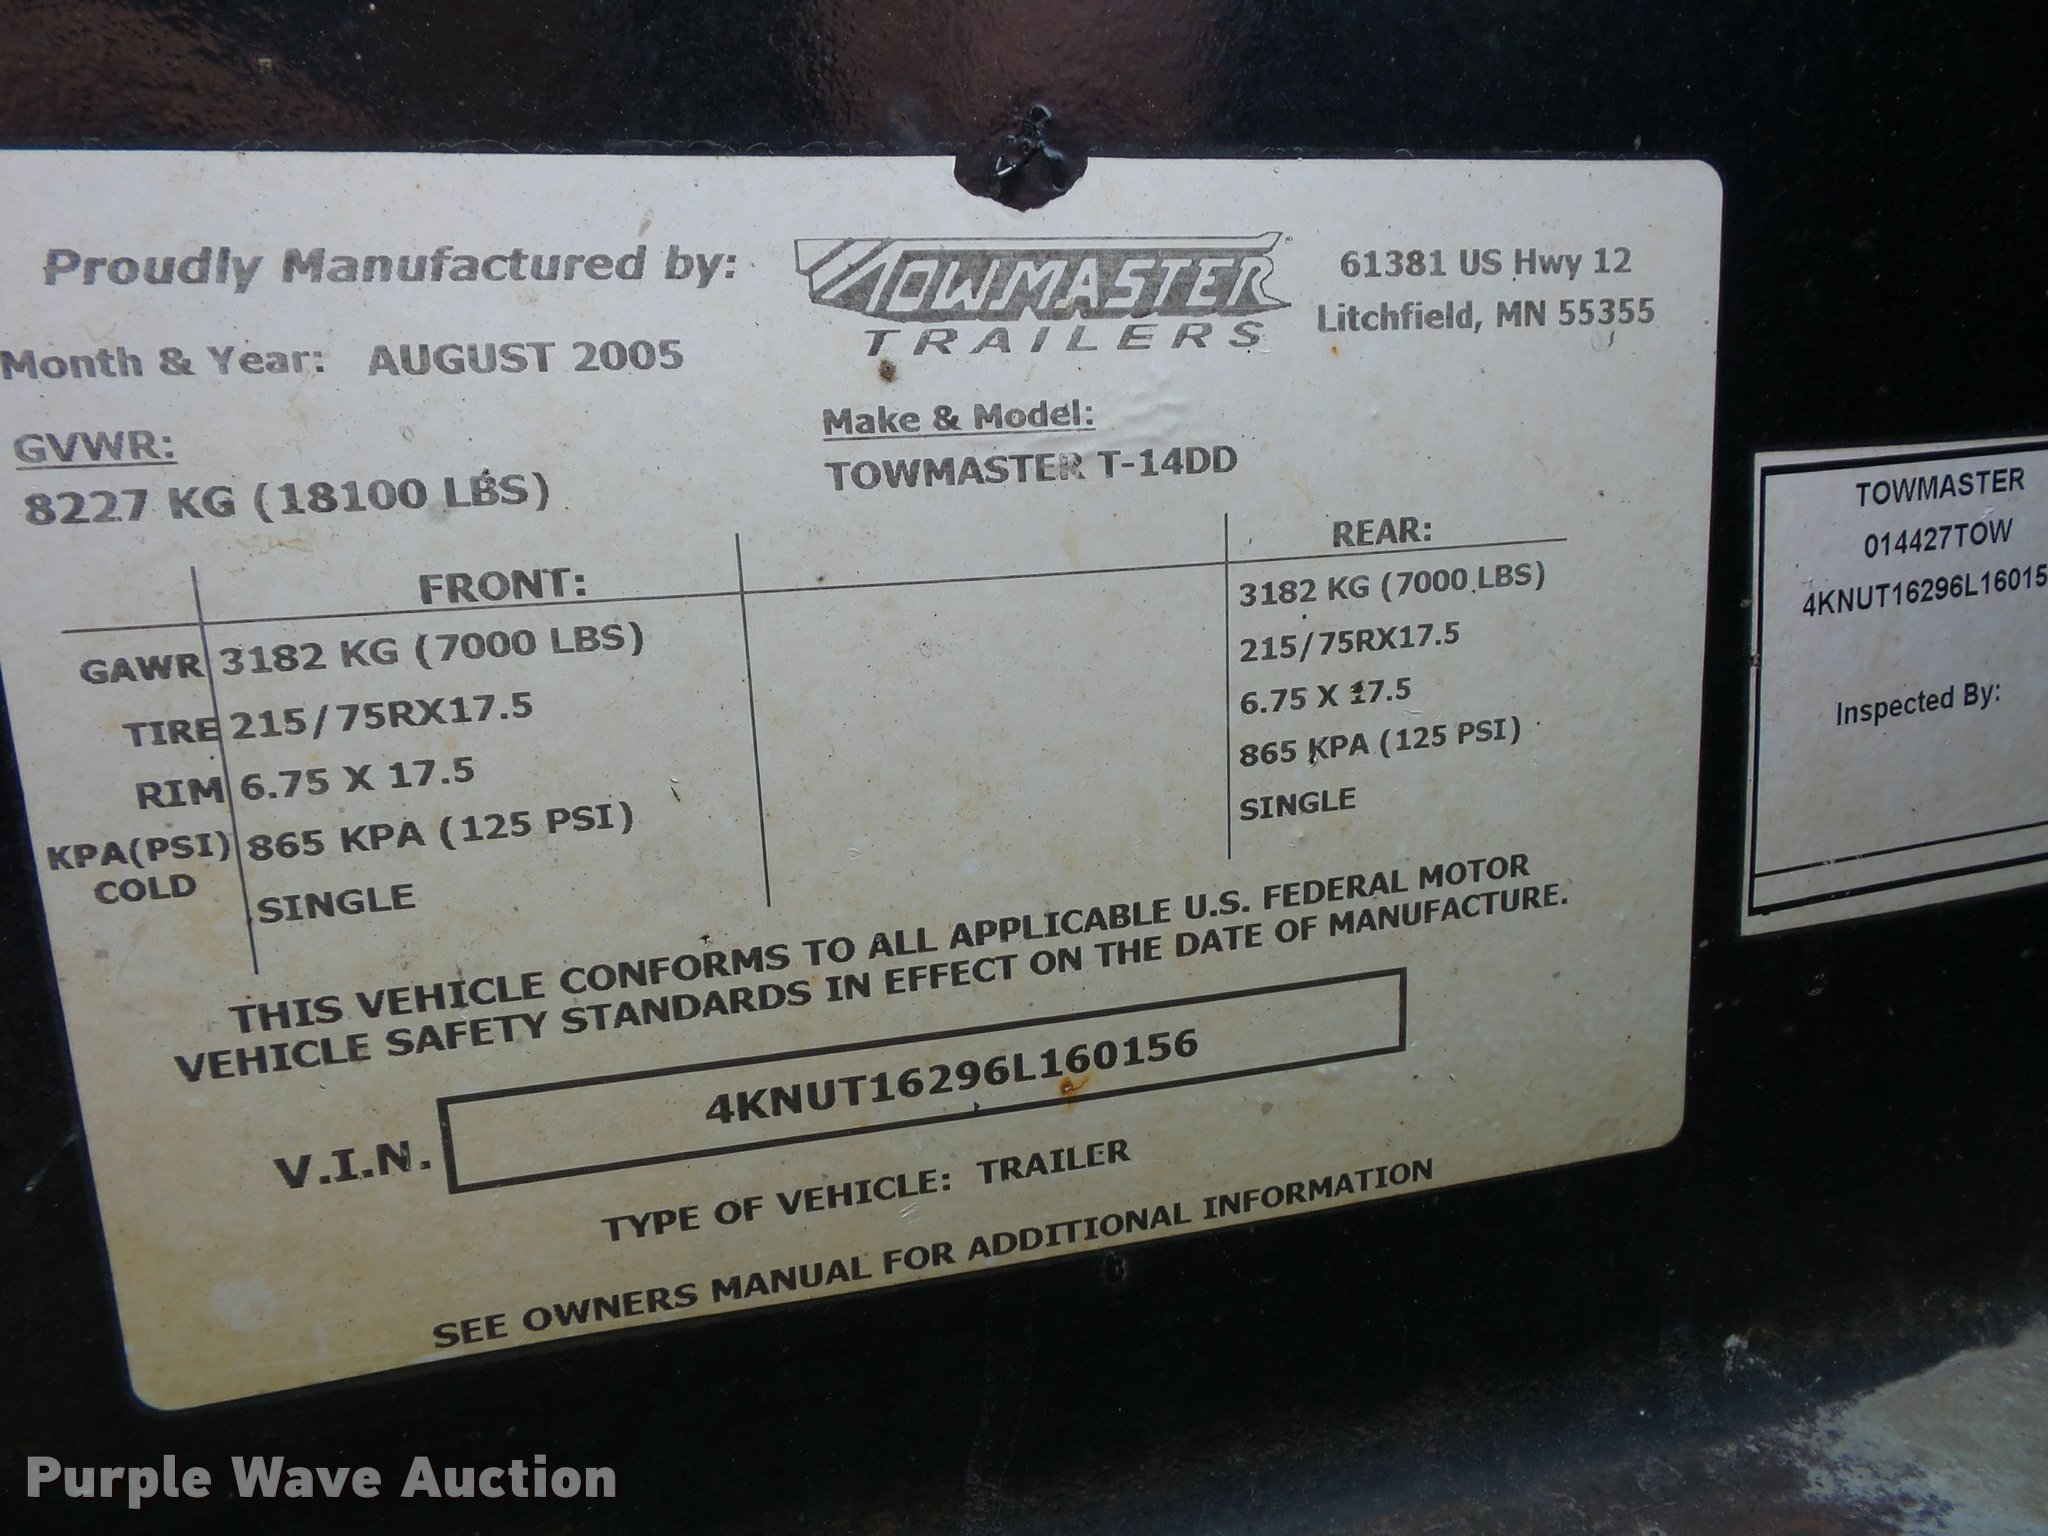 Proudly Manufactured by:
TOWMASTER
TRAILERS
61381 US Hwy 12
Litchfield, MN 55355
Month & Year: AUGUST 2005
GVWR:
8227 KG (18100 LBS)
Make & Model:
TOWMASTER T-14DD
FRONT: REAR:
GAWR 3182 KG (7000 LBS) 3182 KG (7000 LBS)
TIRE 215/75RX17.5 215/75RX17.5
RIM 6.75 X 17.5 6.75 X 17.5
KPA(PSI) 865 KPA (125 PSI) 865 KPA (125 PSI)
COLD SINGLE SINGLE
THIS VEHICLE CONFORMS TO ALL APPLICABLE U.S. FEDERAL MOTOR
VEHICLE SAFETY STANDARDS IN EFFECT ON THE DATE OF MANUFACTURE.
V.I.N. 4KNUT16296L160156
TYPE OF VEHICLE: TRAILER
SEE OWNERS MANUAL FOR ADDITIONAL INFORMATION
TOWMASTER
014427TOW
4KNUT16296L16015
Inspected By:
Purple Wave Auction